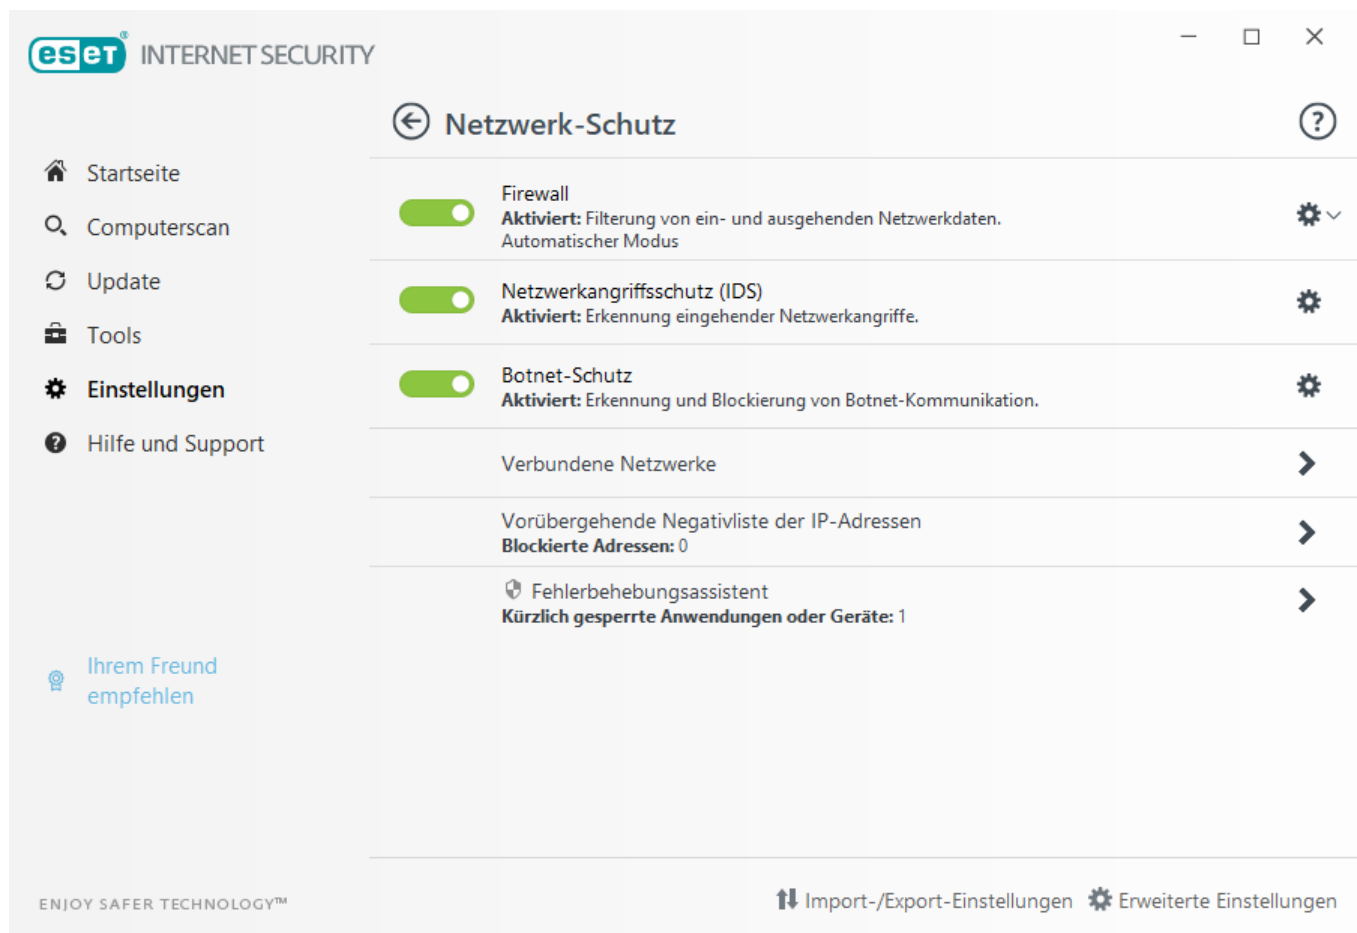 eset® INTERNET SECURITY
Netzwerk-Schutz
?
Startseite
Computerscan
Update
Tools
Einstellungen
? Hilfe und Support
Ihrem Freund
empfehlen
Firewall
Aktiviert: Filterung von ein- und ausgehenden Netzwerkdaten.
Automatischer Modus
Netzwerkangriffsschutz (IDS)
Aktiviert: Erkennung eingehender Netzwerkangriffe.
Botnet-Schutz
Aktiviert: Erkennung und Blockierung von Botnet-Kommunikation.
Verbundene Netzwerke
Vorübergehende Negativliste der IP-Adressen
Blockierte Adressen: 0
Fehlerbehebungsassistent
Kürzlich gesperrte Anwendungen oder Geräte: 1
ENJOY SAFER TECHNOLOGY™
Import-/Export-Einstellungen Erweiterte Einstellungen